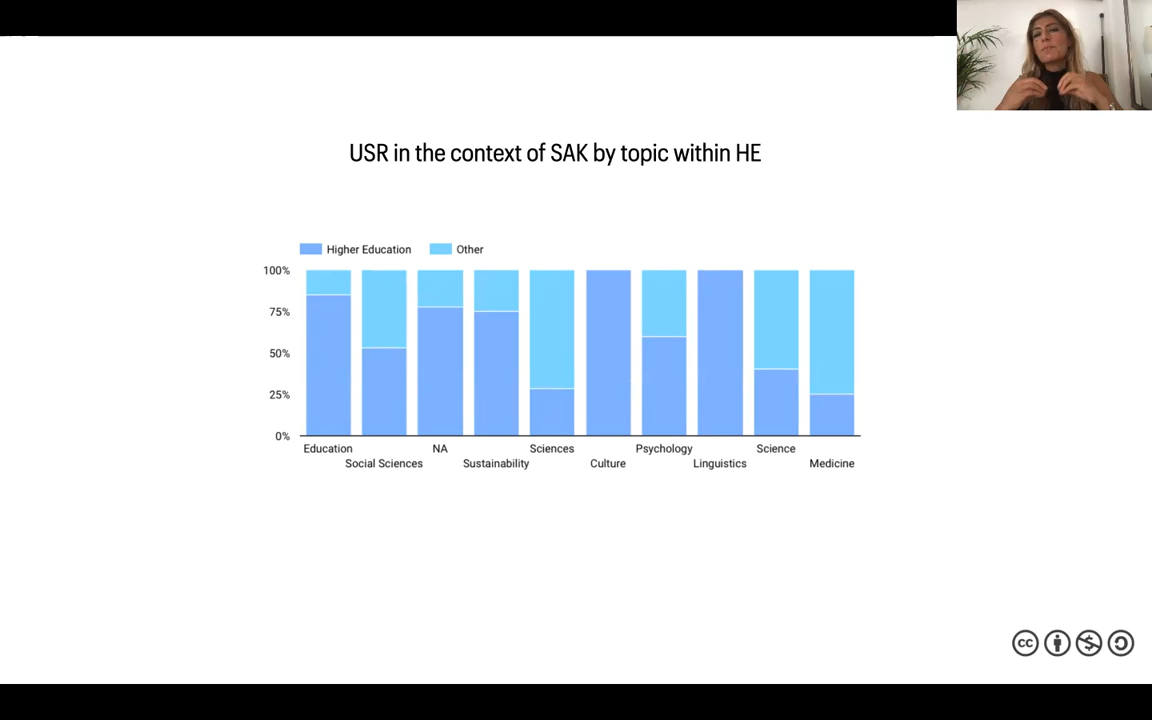 USR in the context of SAK by topic within HE
Higher Education Other
100%
75%
50%
25%
0%
Education NA Sciences Psychology Science
Social Sciences Sustainability Culture Linguistics Medicine
cc